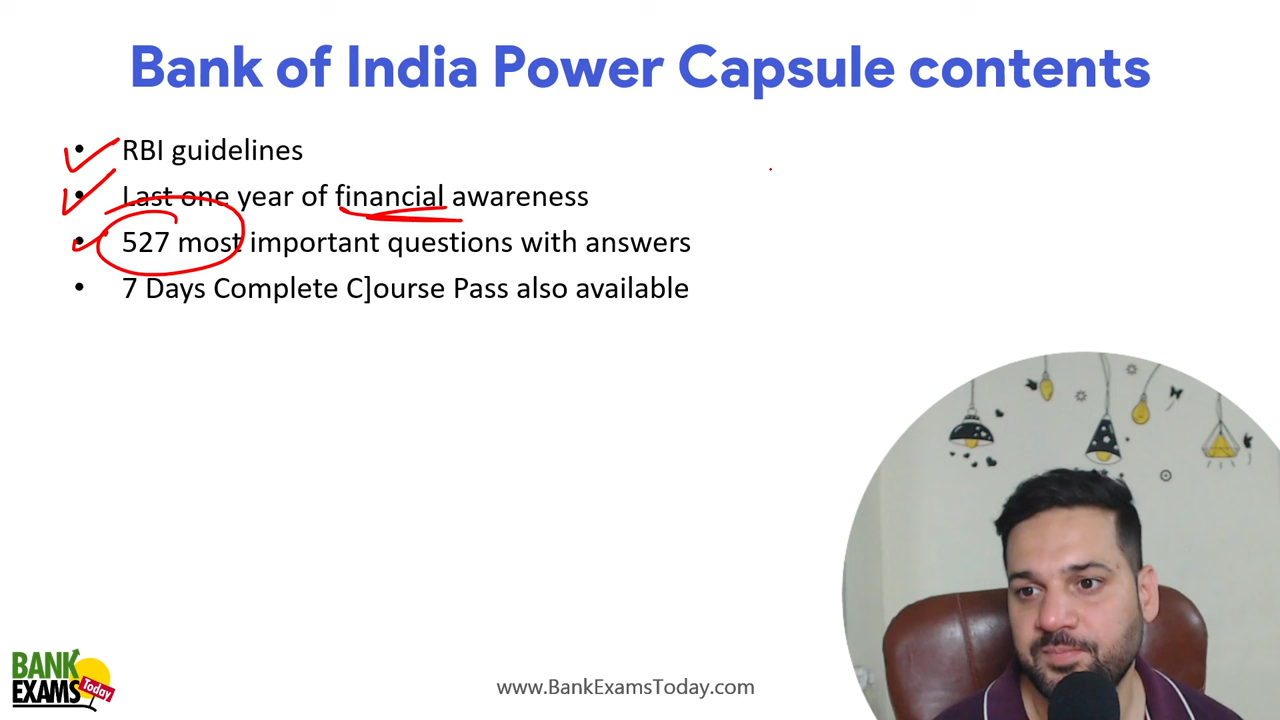 Bank of India Power Capsule contents
• RBI guidelines
• Last one year of financial awareness
• 527 most important questions with answers
• 7 Days Complete C]ourse Pass also available
BANK
EXAMS
Today
www.BankExamsToday.com